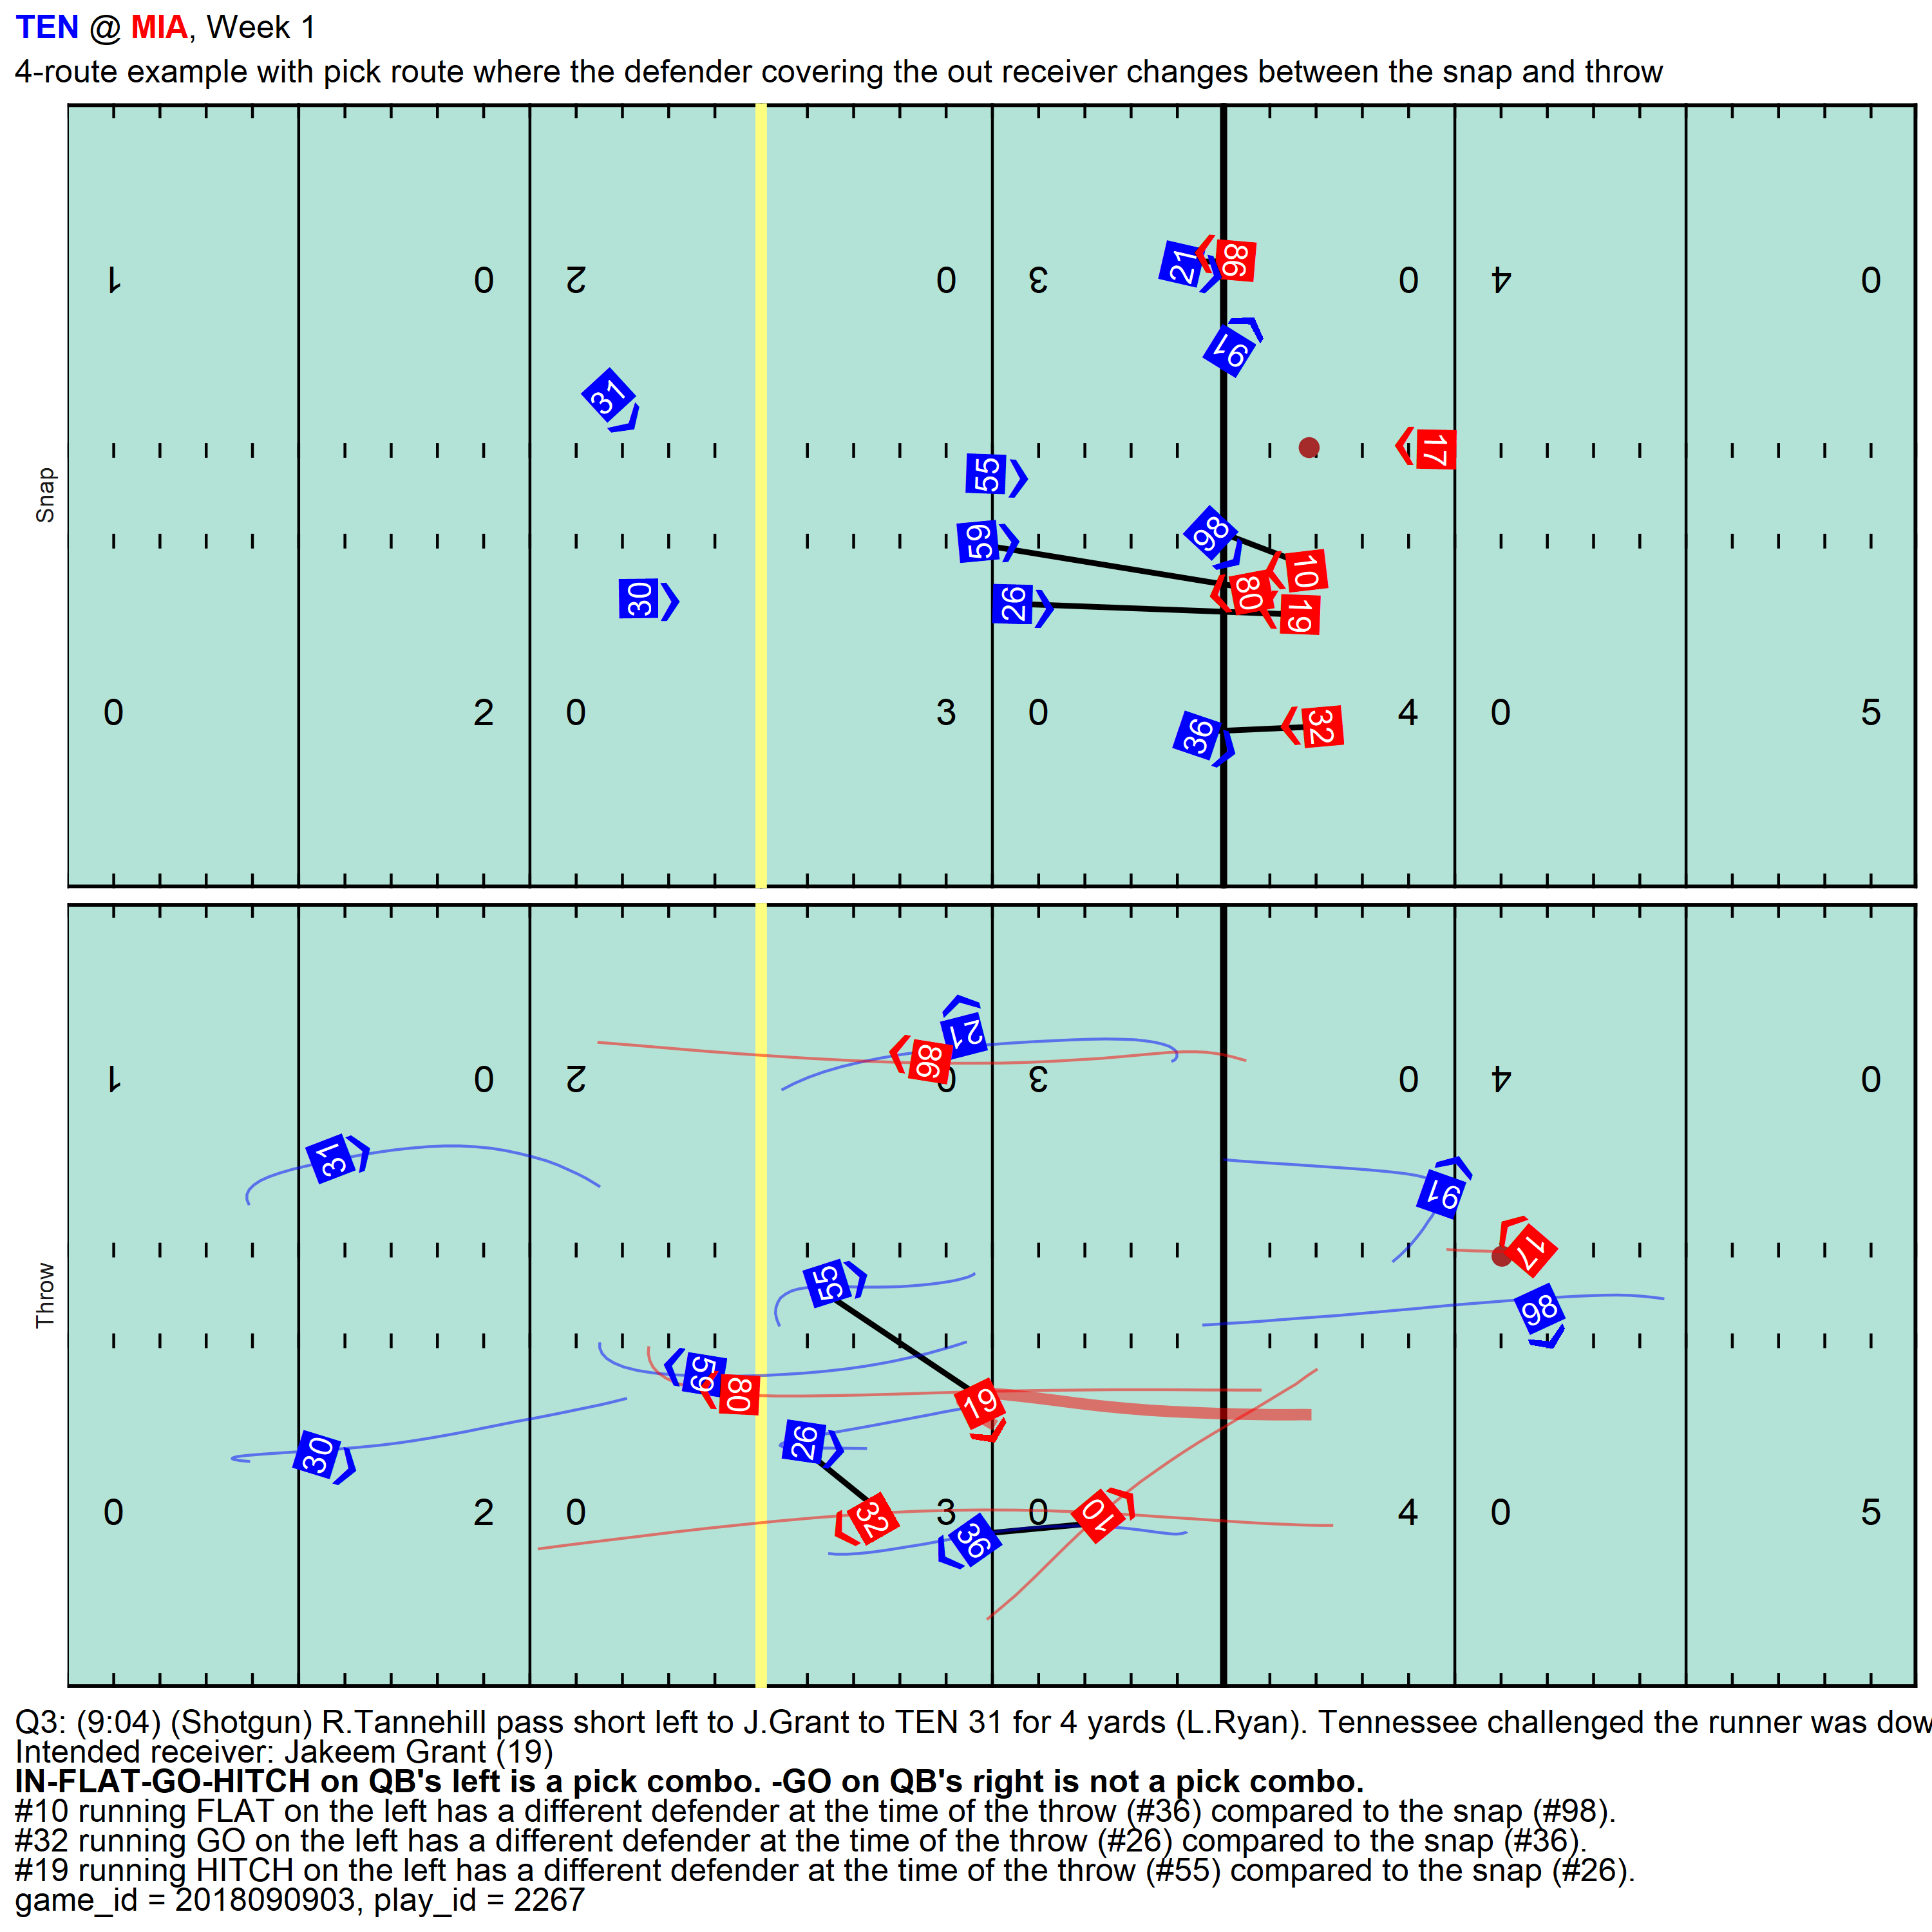 TEN @ MIA, Week 1
4-route example with pick route where the defender covering the out receiver changes between the snap and throw
Snap
1 0 2 0 3 0 4 0
21 86
91
31
17
55
98
59
10
80
30
26
19
0 2 0 3 0 4 0 5
36 32
Throw
21
86
1 0 2 0 3 0 4 0
31
91
17
55
98
59 80
19
26
30
0 2 0 3 0 4 0 5
32
10
36
Q3: (9:04) (Shotgun) R.Tannehill pass short left to J.Grant to TEN 31 for 4 yards (L.Ryan). Tennessee challenged the runner was dow
Intended receiver: Jakeem Grant (19)
IN-FLAT-GO-HITCH on QB's left is a pick combo. -GO on QB's right is not a pick combo.
#10 running FLAT on the left has a different defender at the time of the throw (#36) compared to the snap (#98).
#32 running GO on the left has a different defender at the time of the throw (#26) compared to the snap (#36).
#19 running HITCH on the left has a different defender at the time of the throw (#55) compared to the snap (#26).
game_id = 2018090903, play_id = 2267